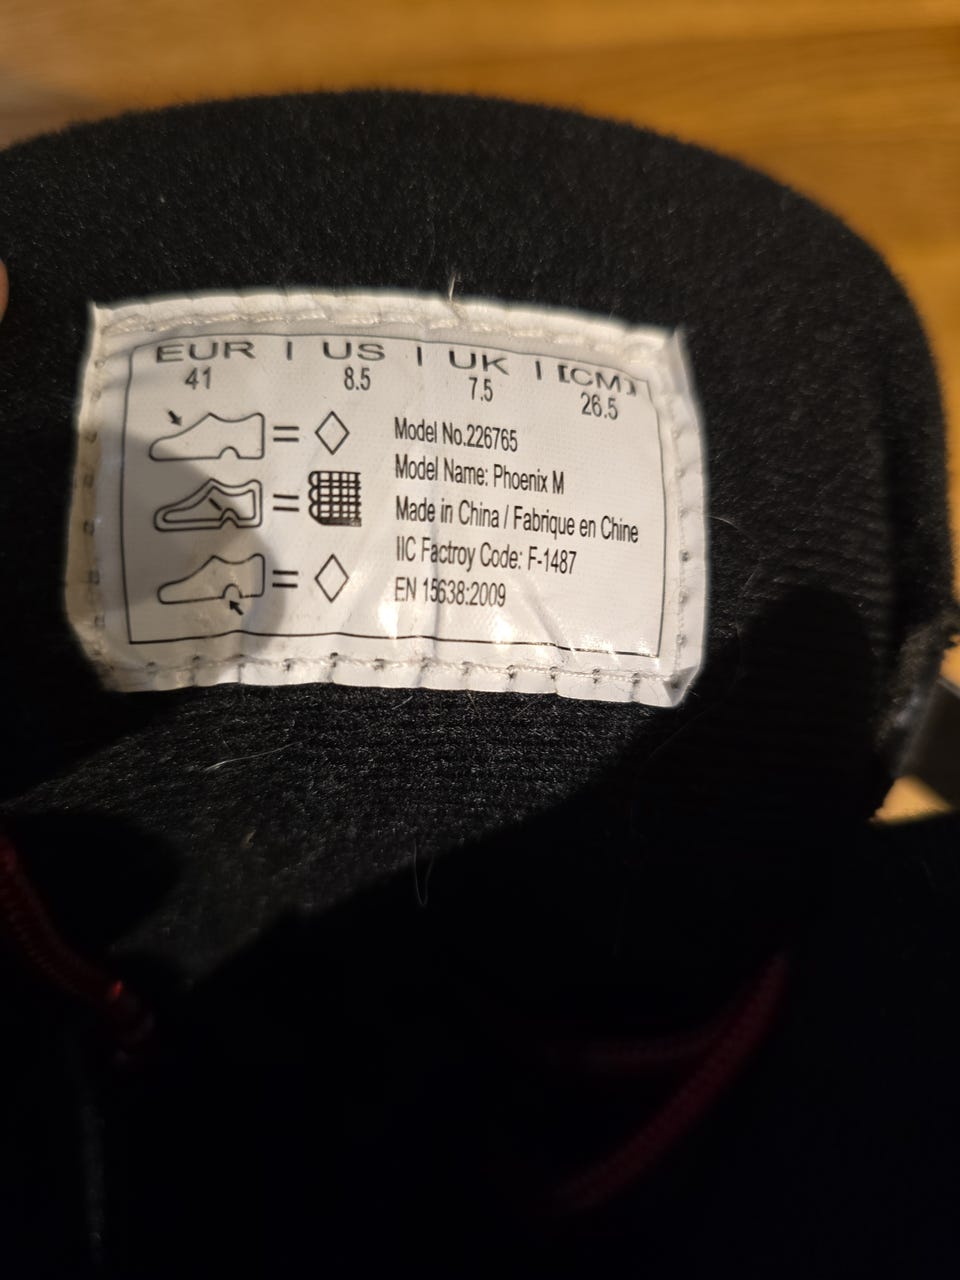 EUR | US | UK | [CM]
41 8.5 7.5 26.5
= ◇
Model No.226765
Model Name: Phoenix M
=
Made in China / Fabrique en Chine
IIC Factroy Code: F-1487
= ◇
EN 15638:2009